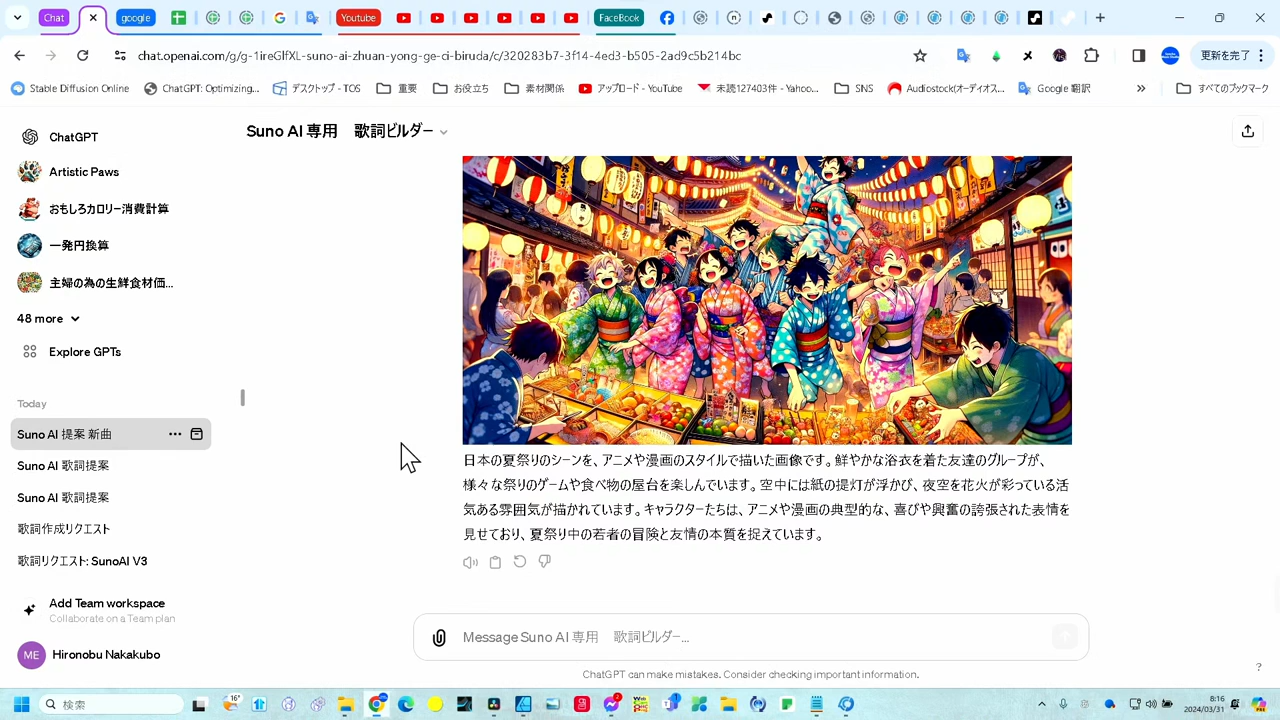 Chat
google
Youtube
FaceBook
chat.openai.com/g/g-1ireGlfXL-suno-ai-zhuan-yong-ge-ci-biruda/c/320283b7-3f14-4ed3-b505-2ad9c5b214bc
更新を完了
Stable Diffusion Online
ChatGPT: Optimizing...
デスクトップ - TOS
重要
お役立ち
素材関係
アップロード - YouTube
未読127403件 - Yahoo...
SNS
Audiostock(オーディオス...
Google 翻訳
»
すべてのブックマーク
ChatGPT
Suno AI 専用 歌詞ビルダー
Artistic Paws
おもしろカロリー消費計算
一発円換算
主婦の為の生鮮食材価...
48 more
Explore GPTs
Today
Suno AI 提案 新曲
Suno AI 歌詞提案
Suno AI 歌詞提案
歌詞作成リクエスト
歌詞リクエスト: SunoAI V3
Add Team workspace
Collaborate on a Team plan
ME
Hironobu Nakakubo
日本の夏祭りのシーンを、アニメや漫画のスタイルで描いた画像です。鮮やかな浴衣を着た友達のグループが、
様々な祭りのゲームや食べ物の屋台を楽しんでいます。空中には紙の提灯が浮かび、夜空を花火が彩っている活
気ある雰囲気が描かれています。キャラクターたちは、アニメや漫画の典型的な、喜びや興奮の誇張された表情を
見せており、夏祭り中の若者の冒険と友情の本質を捉えています。
Message Suno AI 専用 歌詞ビルダー...
ChatGPT can make mistakes. Consider checking important information.
?
検索
16°
8:16
2024/03/31